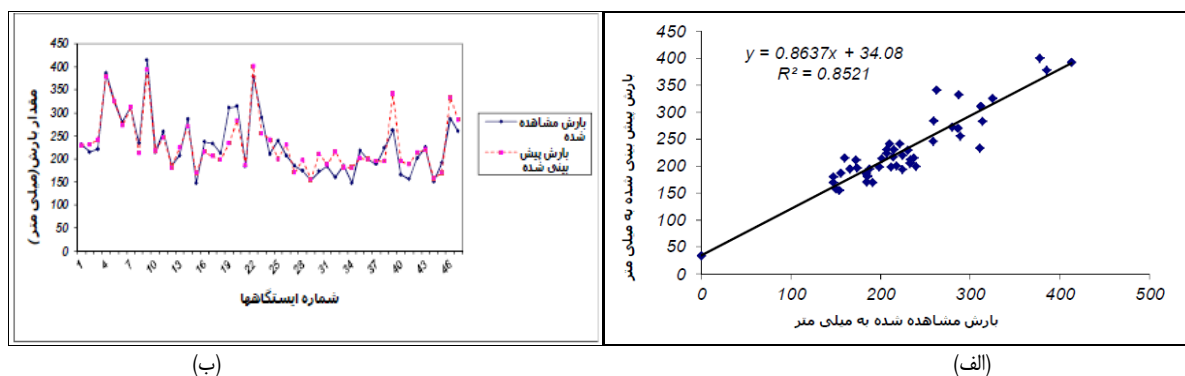 450
400
350
300
250
200
150
100
50
0
مقدار بارش(میلی متر)
1 4 7 10 13 16 19 22 25 28 31 34 37 40 43 46
شماره ایستگاهها
بارش مشاهده
شده
بارش پیش
بینی شده
(ب)
y = 0.8637x + 34.08
R² = 0.8521
450
400
350
300
250
200
150
100
50
0
بارش پیش بینی شده به میلی متر
0 100 200 300 400 500
بارش مشاهده شده به میلی متر
(الف)